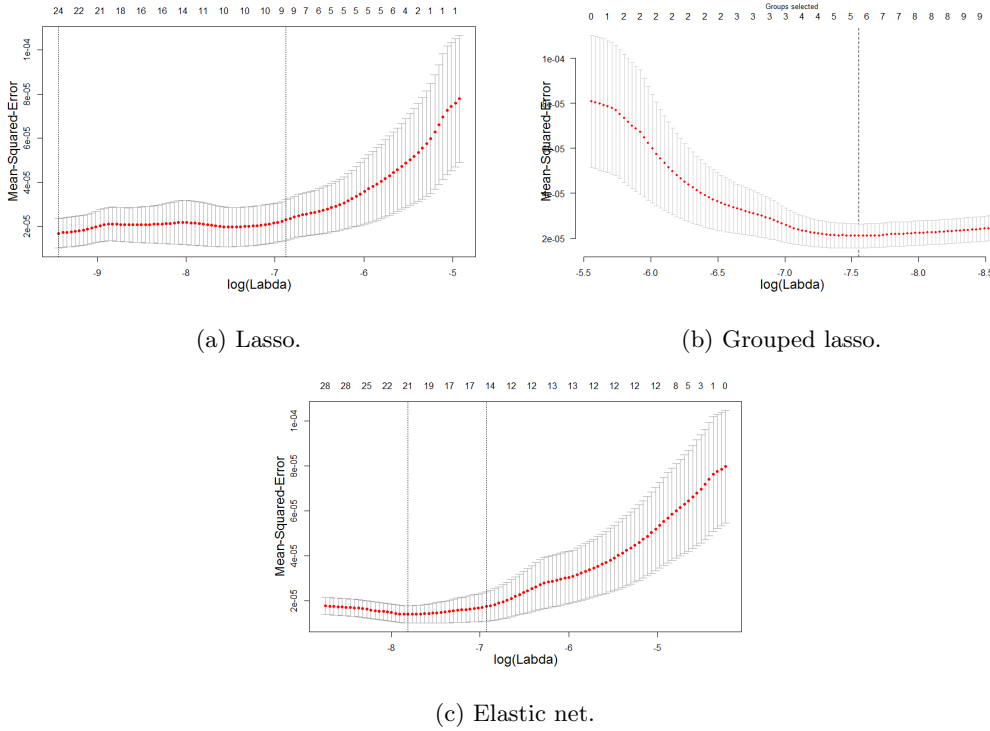 24 22 21 18 16 16 14 11 10 10 10 9 9 7 6 5 5 5 5 6 4 2 1 1 1
Mean-Squared-Error
1e-04
8e-05
6e-05
4e-05
2e-05
-9 -8 -7 -6 -5
log(Labda)
(a) Lasso.
Groups selected
0 1 2 2 2 2 2 3 3 3 4 4 5 6 7 7 8 8 9 9
Mean-Squared-Error
1e-04
2e-05
-5.5 -6.0 -6.5 -7.0 -7.5 -8.0 -8.5
log(Labda)
(b) Grouped lasso.
28 28 25 22 21 19 17 17 14 12 12 13 13 12 12 12 12 8 5 3 1 0
Mean-Squared-Error
1e-04
8e-05
6e-05
4e-05
2e-05
-8 -7 -6 -5
log(Labda)
(c) Elastic net.